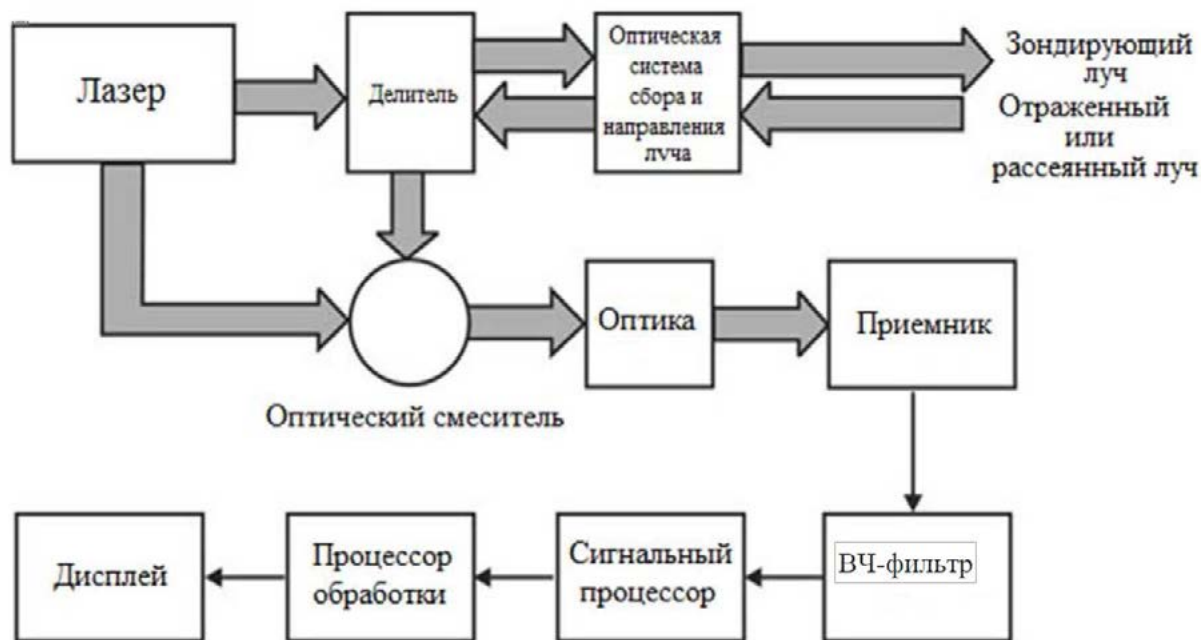 Лазер
Делитель
Оптическая
система
сбора и
направления
луча
Зондирующий
луч
Отраженный
или
рассеянный луч
Оптика
Приемник
Оптический смеситель
Дисплей
Процессор
обработки
Сигнальный
процессор
ВЧ-фильтр